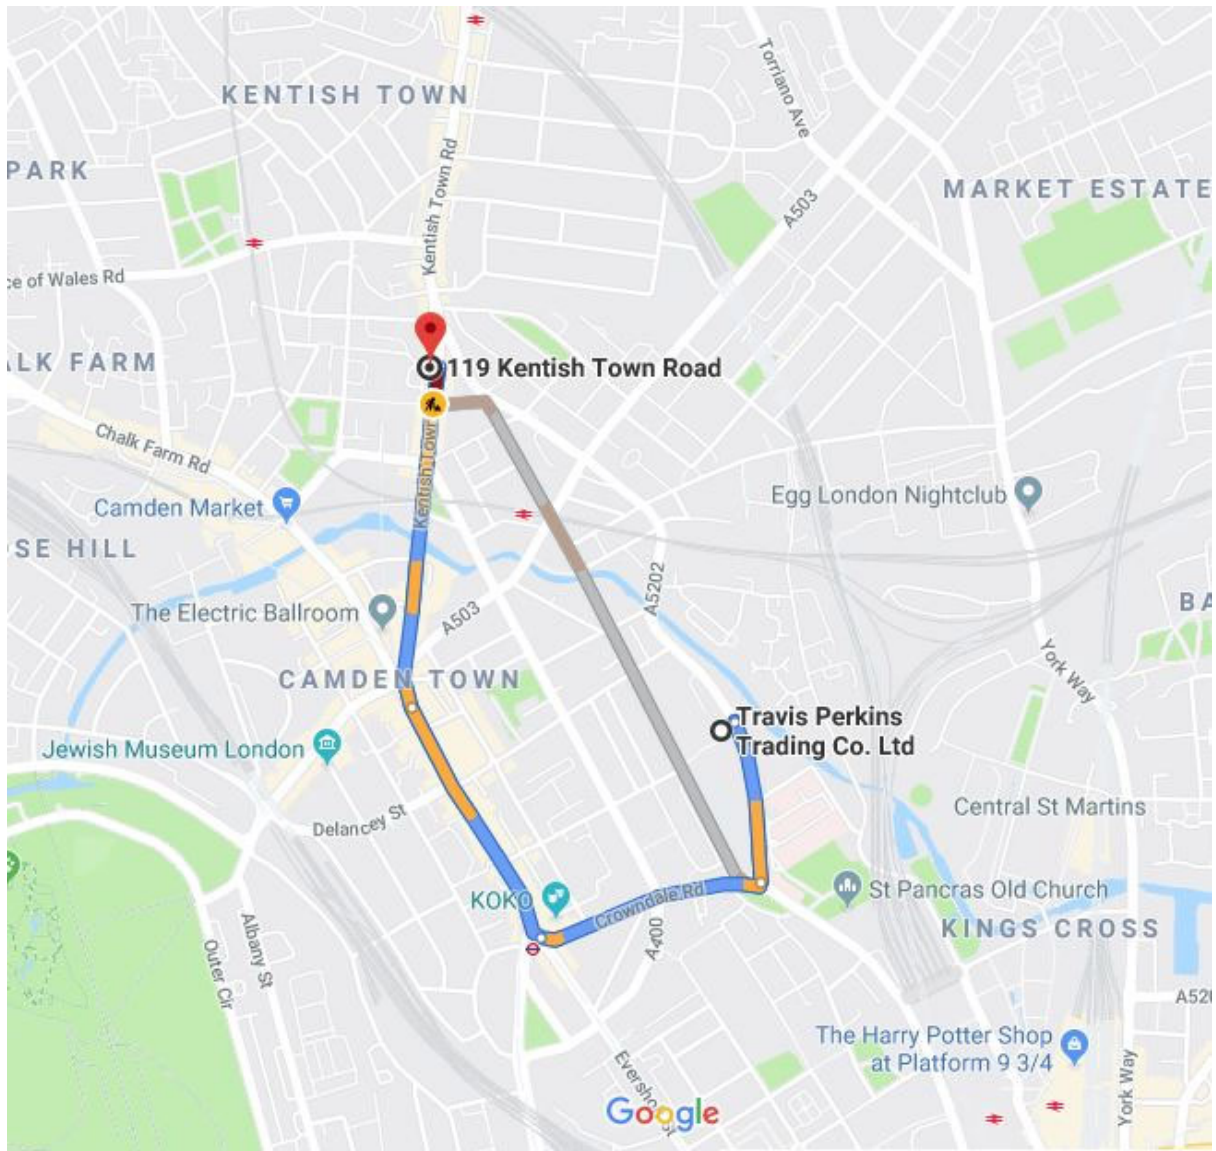 KENTISH TOWN
Torriano Ave
PARK
MARKET ESTATE
A503
Kentish Town Rd
ce of Wales Rd
ALK FARM
119 Kentish Town Road
Chalk Farm Rd
Kentish Town
Camden Market
Egg London Nightclub
SE HILL
A5202
The Electric Ballroom
A503
BA
York Way
CAMDEN TOWN
Travis Perkins
Trading Co. Ltd
Jewish Museum London
Delancey St
Central St Martins
KOKO
Crowndale Rd
St Pancras Old Church
KINGS CROSS
Albany St
Outer Cir
A400
A520
The Harry Potter Shop
at Platform 9 3/4
Eversho
York Way
Google